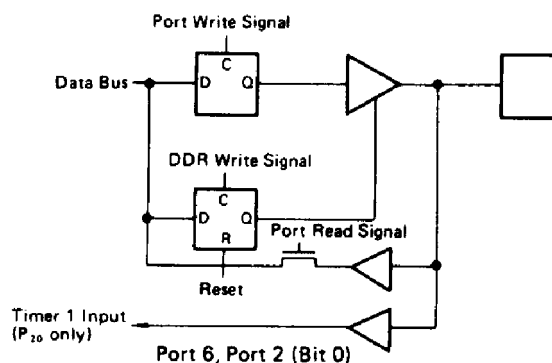 Port Write Signal
C
Data Bus
D
Q
DDR Write Signal
C
D
Q
R
Port Read Signal
Reset
Timer 1 Input
(P20 only)
Port 6, Port 2 (Bit 0)